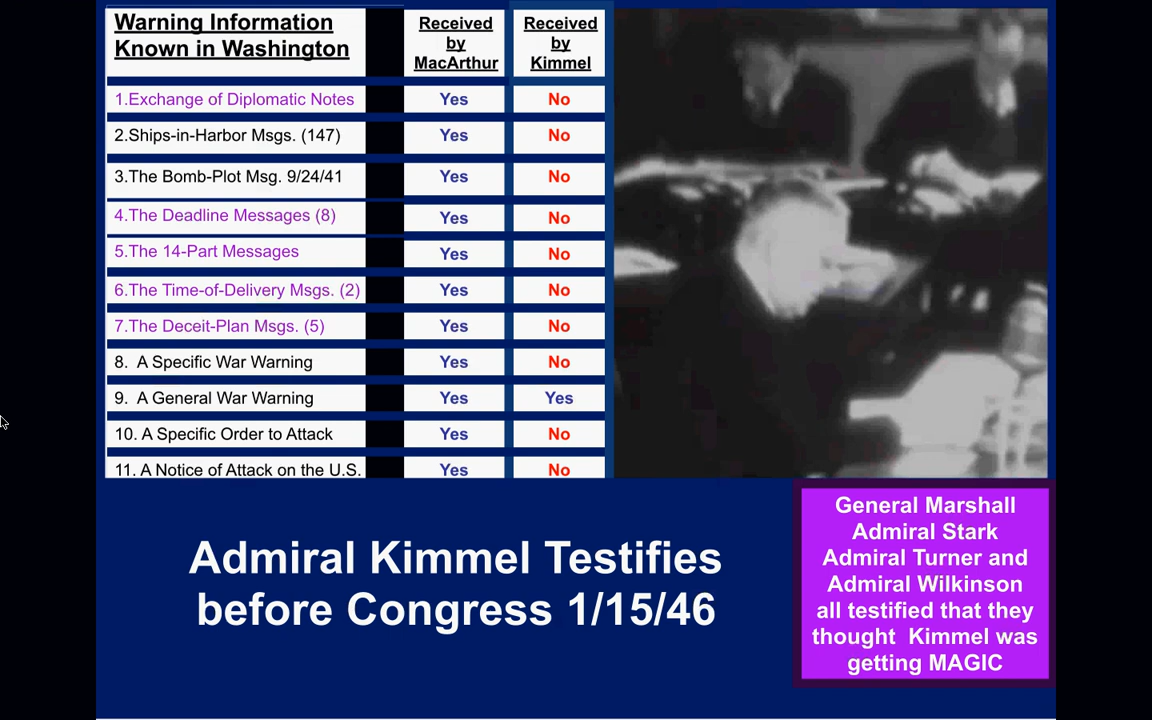 Warning Information
Known in Washington
Received
by
MacArthur
Received
by
Kimmel
1.Exchange of Diplomatic Notes Yes No
2.Ships-in-Harbor Msgs. (147) Yes No
3.The Bomb-Plot Msg. 9/24/41 Yes No
4.The Deadline Messages (8) Yes No
5.The 14-Part Messages Yes No
6.The Time-of-Delivery Msgs. (2) Yes No
7.The Deceit-Plan Msgs. (5) Yes No
8. A Specific War Warning Yes No
9. A General War Warning Yes Yes
10. A Specific Order to Attack Yes No
11. A Notice of Attack on the U.S. Yes No
Admiral Kimmel Testifies
before Congress 1/15/46
General Marshall
Admiral Stark
Admiral Turner and
Admiral Wilkinson
all testified that they
thought Kimmel was
getting MAGIC